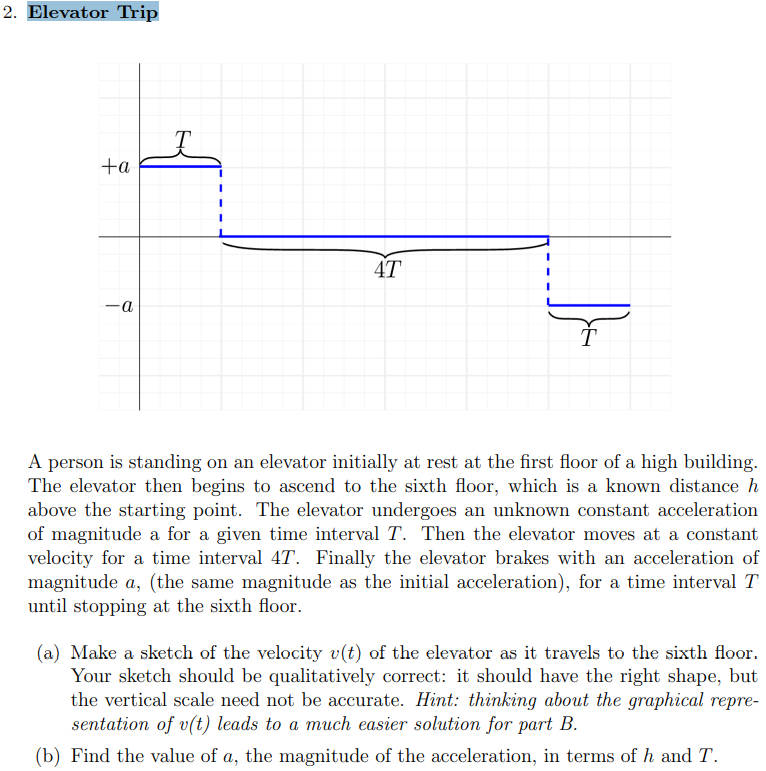 2. Elevator Trip
T
+a
4T
−a
T
A person is standing on an elevator initially at rest at the first floor of a high building.
The elevator then begins to ascend to the sixth floor, which is a known distance h
above the starting point. The elevator undergoes an unknown constant acceleration
of magnitude a for a given time interval T. Then the elevator moves at a constant
velocity for a time interval 4T. Finally the elevator brakes with an acceleration of
magnitude a, (the same magnitude as the initial acceleration), for a time interval T
until stopping at the sixth floor.
(a) Make a sketch of the velocity v(t) of the elevator as it travels to the sixth floor.
Your sketch should be qualitatively correct: it should have the right shape, but
the vertical scale need not be accurate. Hint: thinking about the graphical repre-
sentation of v(t) leads to a much easier solution for part B.
(b) Find the value of a, the magnitude of the acceleration, in terms of h and T.